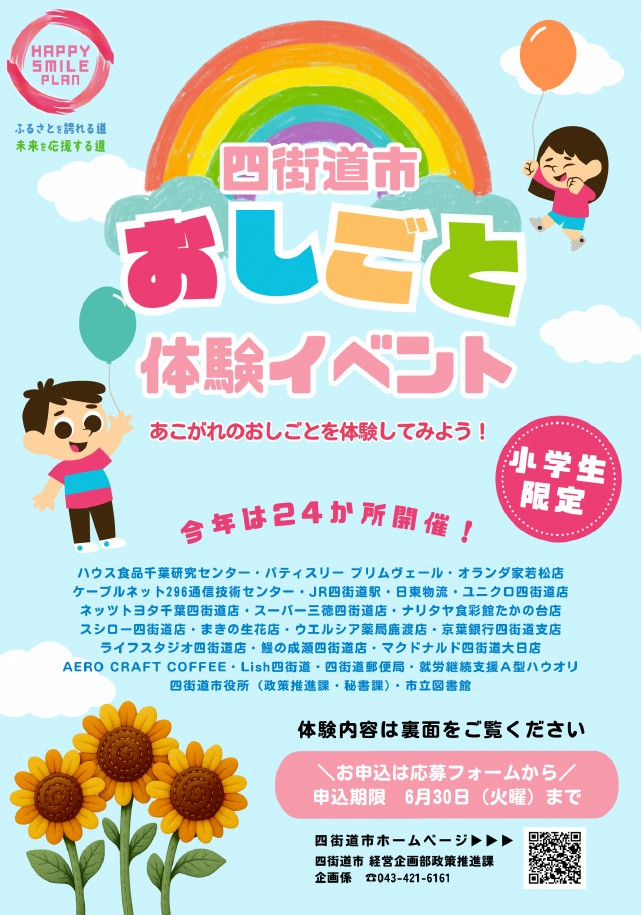 HAPPY
SMILE
PLAN
ふるさとを誇れる道
未来を応援する道
四街道市
おしごと
体験イベント
あこがれのおしごとを体験してみよう！
小学生
限定
今年は24か所開催！
ハウス食品千葉研究センター・パティスリー プリムヴェール・オランダ家若松店
ケーブルネット296通信技術センター・JR四街道駅・日東物流・ユニクロ四街道店
ネッツトヨタ千葉四街道店・スーパー三徳四街道店・ナリタヤ食彩館たかの台店
スシロー四街道店・まきの生花店・ウエルシア薬局鹿渡店・京葉銀行四街道支店
ライフスタジオ四街道店・鰻の成瀬四街道店・マクドナルド四街道大日店
AERO CRAFT COFFEE・Lish四街道・四街道郵便局・就労継続支援A型ハウオリ
四街道市役所（政策推進課・秘書課）・市立図書館
体験内容は裏面をご覧ください
＼お申込は応募フォームから／
申込期限　6月30日（火曜）まで
四街道市ホームページ▶▶▶
四街道市 経営企画部政策推進課
企画係　☎043-421-6161